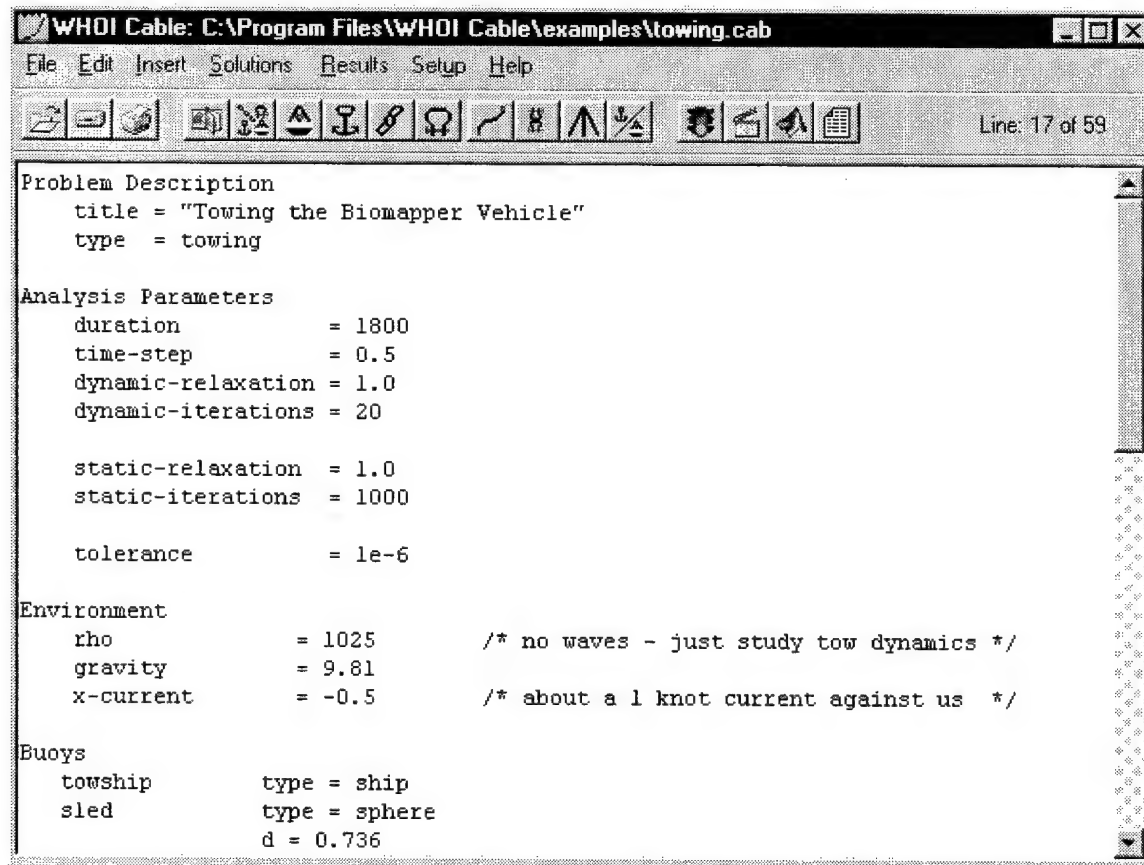 WHOI Cable: C:\Program Files\WHOI Cable\examples\towing.cab
File Edit Insert Solutions Results Setup Help
Line: 17 of 59
Problem Description
    title = "Towing the Biomapper Vehicle"
    type  = towing
Analysis Parameters
    duration           = 1800
    time-step          = 0.5
    dynamic-relaxation = 1.0
    dynamic-iterations = 20
    static-relaxation  = 1.0
    static-iterations  = 1000
    tolerance          = 1e-6
Environment
    rho              = 1025       /* no waves - just study tow dynamics */
    gravity          = 9.81
    x-current        = -0.5       /* about a 1 knot current against us  */
Buoys
   towship        type = ship
   sled           type = sphere
                  d = 0.736